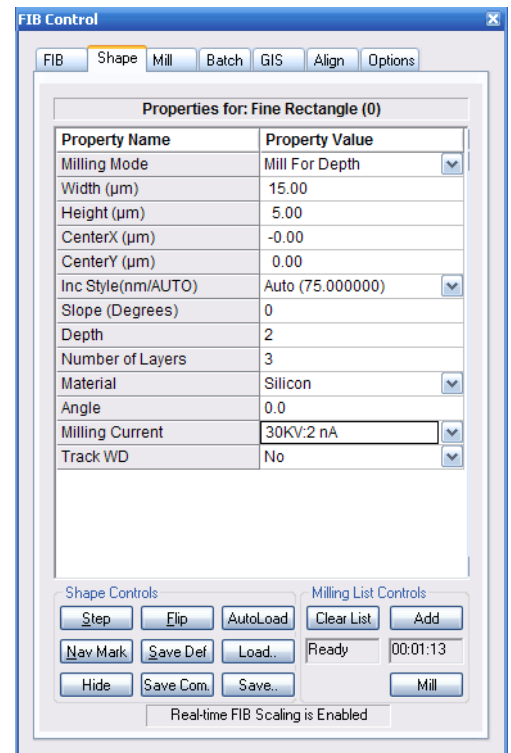 FIB Control
FIB Shape Mill Batch GIS Align Options
Properties for: Fine Rectangle (0)
Property Name Property Value
Milling Mode Mill For Depth
Width (µm) 15.00
Height (µm) 5.00
CenterX (µm) -0.00
CenterY (µm) 0.00
Inc Style(nm/AUTO) Auto (75.000000)
Slope (Degrees) 0
Depth 2
Number of Layers 3
Material Silicon
Angle 0.0
Milling Current 30KV:2 nA
Track WD No
Shape Controls Milling List Controls
Step Flip AutoLoad Clear List Add
Nav Mark Save Def Load.. Ready 00:01:13
Hide Save Com. Save.. Mill
Real-time FIB Scaling is Enabled